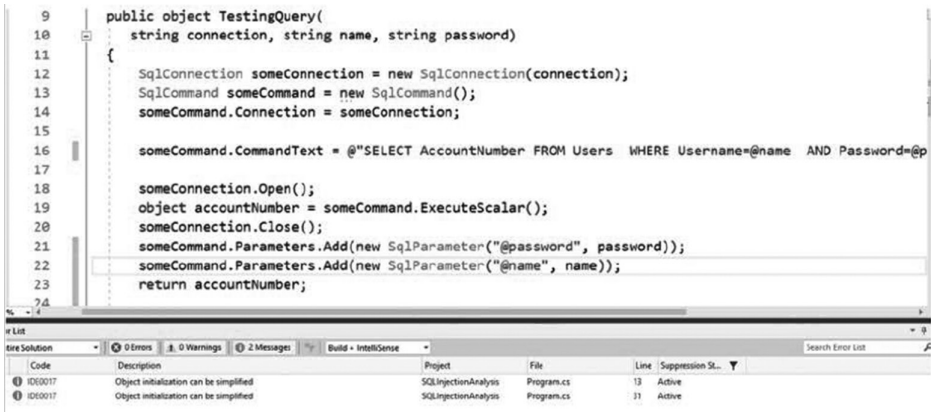 9 public object TestingQuery(
10 string connection, string name, string password)
11 {
12 SqlConnection someConnection = new SqlConnection(connection);
13 SqlCommand someCommand = new SqlCommand();
14 someCommand.Connection = someConnection;
15
16 someCommand.CommandText = @"SELECT AccountNumber FROM Users WHERE Username=@name AND Password=@p
17
18 someConnection.Open();
19 object accountNumber = someCommand.ExecuteScalar();
20 someConnection.Close();
21 someCommand.Parameters.Add(new SqlParameter("@password", password));
22 someCommand.Parameters.Add(new SqlParameter("@name", name));
23 return accountNumber;
24
%
or List
tire Solution 0 Errors 0 Warnings 2 Messages Build + IntelliSense Search Error List
Code Description Project File Line Suppression St...
IDE0017 Object initialization can be simplified SQLInjectionAnalysis Program.cs 13 Active
IDE0017 Object initialization can be simplified SQLInjectionAnalysis Program.cs 31 Active